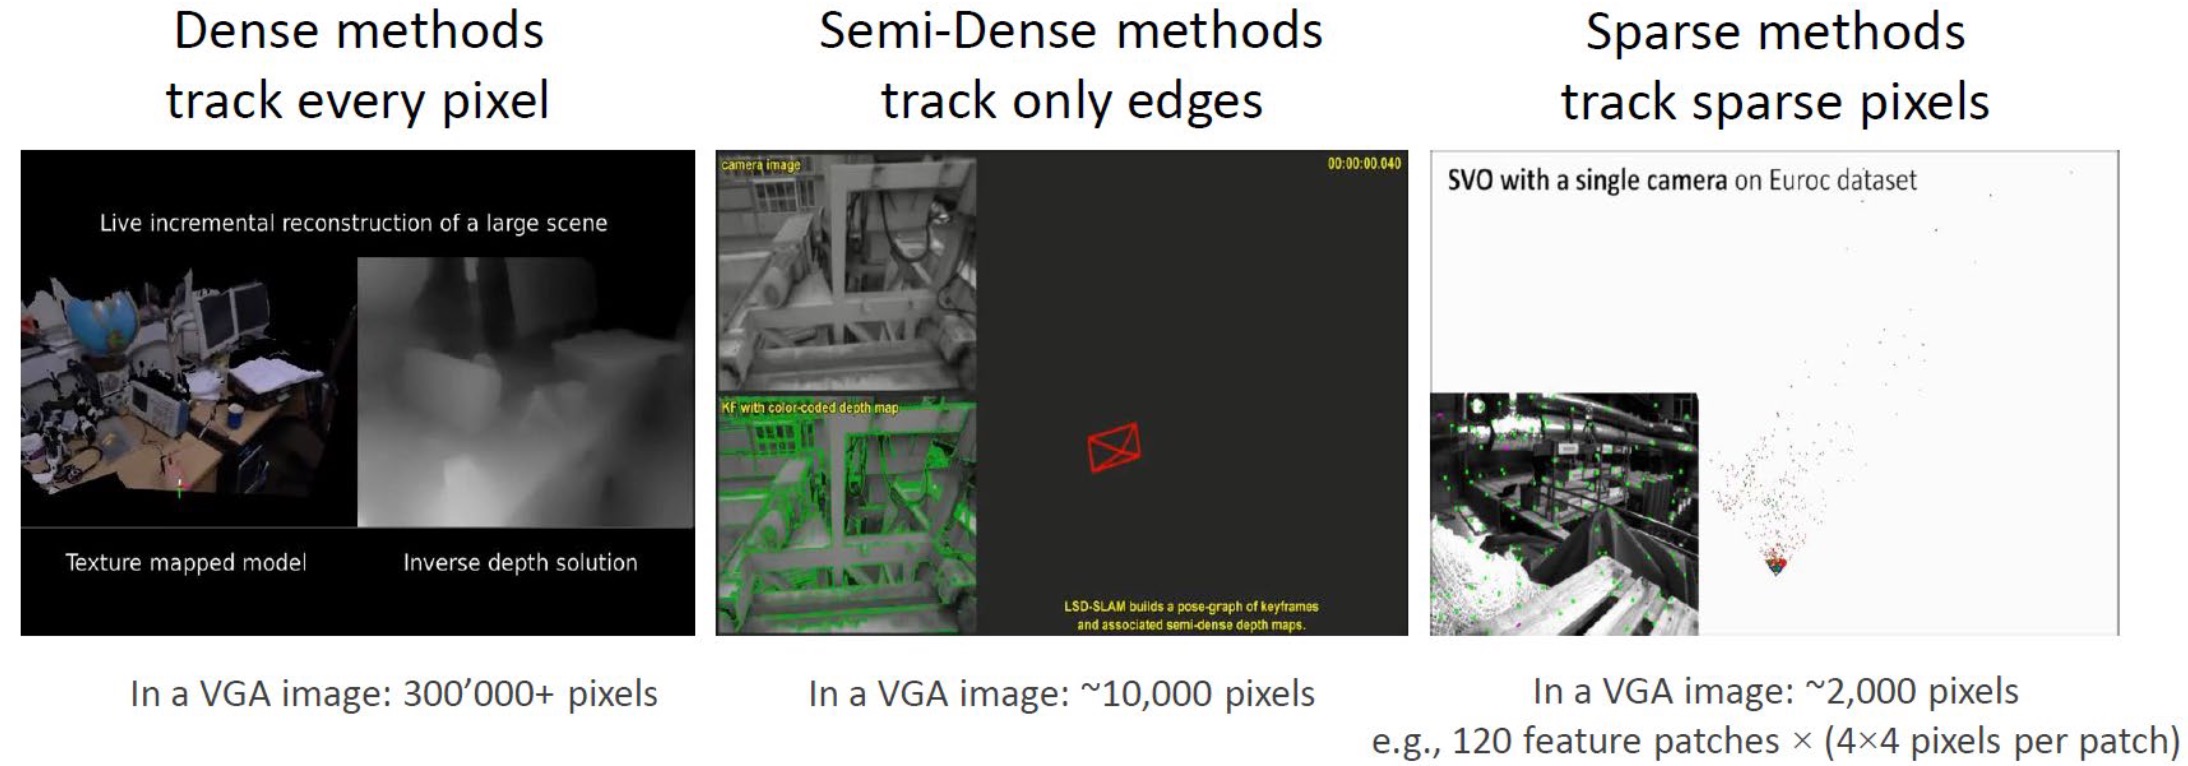 Dense methods
track every pixel
Live incremental reconstruction of a large scene
Texture mapped model
Inverse depth solution
In a VGA image: 300’000+ pixels
Semi-Dense methods
track only edges
camera image
00:00:00.040
KF with color-coded depth map
LSD-SLAM builds a pose-graph of keyframes
and associated semi-dense depth maps.
In a VGA image: ~10,000 pixels
Sparse methods
track sparse pixels
SVO with a single camera on Euroc dataset
In a VGA image: ~2,000 pixels
e.g., 120 feature patches × (4×4 pixels per patch)